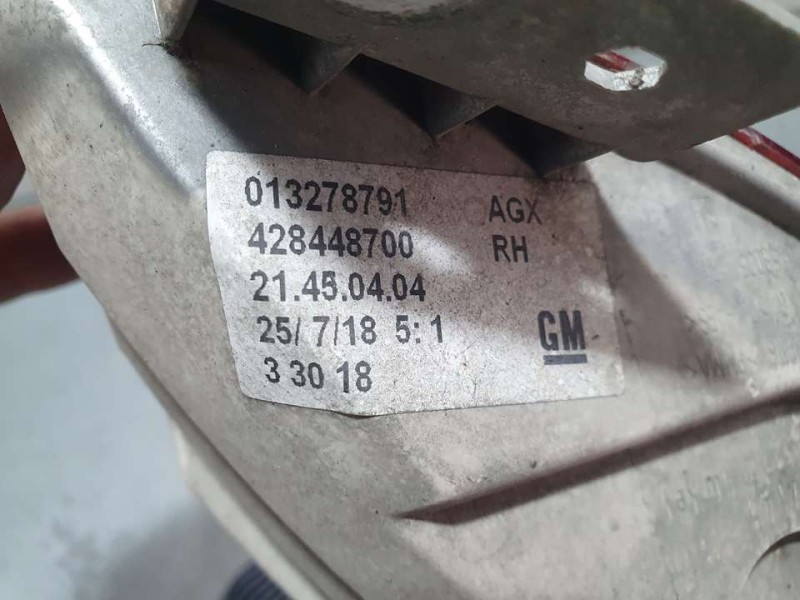 013278791 AGX
428448700 RH
21.45.04.04
25/ 7/18 5: 1 GM
3 30 18